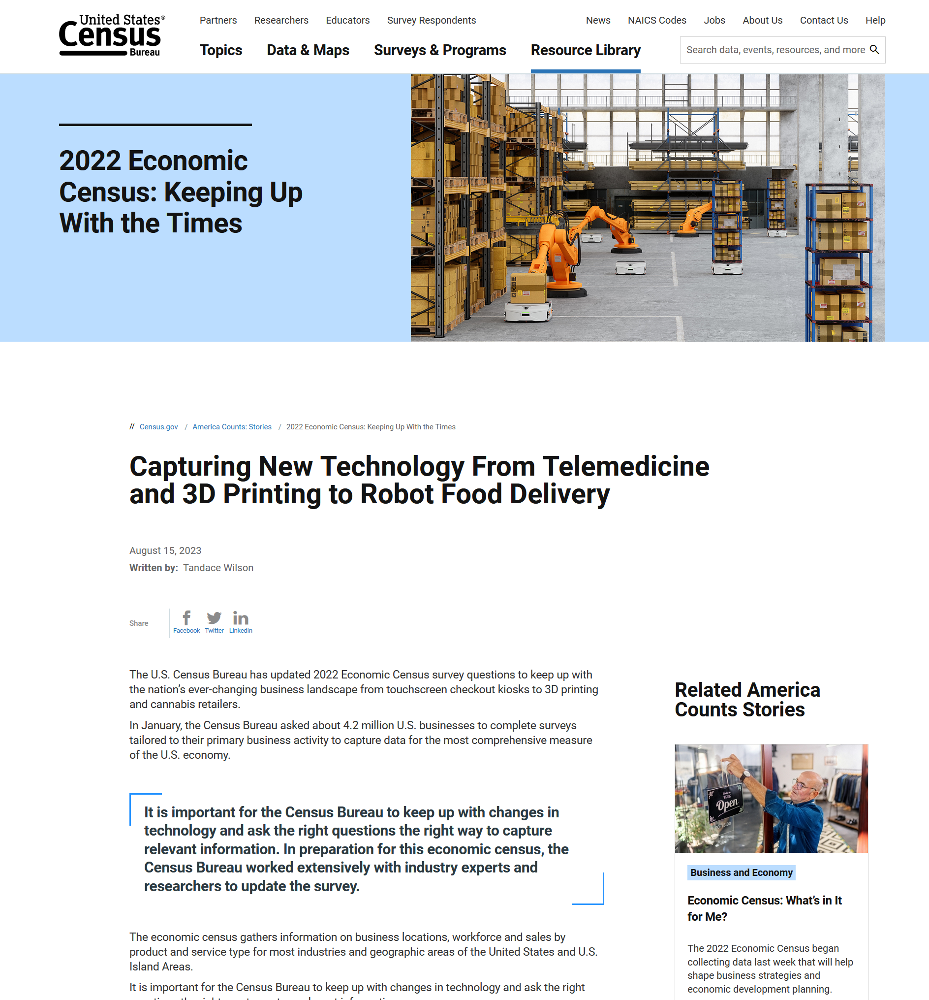 United States®
Census
Bureau
Partners Researchers Educators Survey Respondents
News NAICS Codes Jobs About Us Contact Us Help
Topics Data & Maps Surveys & Programs Resource Library
Search data, events, resources, and more
2022 Economic
Census: Keeping Up
With the Times
// Census.gov / America Counts: Stories / 2022 Economic Census: Keeping Up With the Times
Capturing New Technology From Telemedicine
and 3D Printing to Robot Food Delivery
August 15, 2023
Written by: Tandace Wilson
Share
Facebook Twitter LinkedIn
The U.S. Census Bureau has updated 2022 Economic Census survey questions to keep up with
the nation’s ever-changing business landscape from touchscreen checkout kiosks to 3D printing
and cannabis retailers.
In January, the Census Bureau asked about 4.2 million U.S. businesses to complete surveys
tailored to their primary business activity to capture data for the most comprehensive measure
of the U.S. economy.
It is important for the Census Bureau to keep up with changes in
technology and ask the right questions the right way to capture
relevant information. In preparation for this economic census, the
Census Bureau worked extensively with industry experts and
researchers to update the survey.
The economic census gathers information on business locations, workforce and sales by
product and service type for most industries and geographic areas of the United States and U.S.
Island Areas.
It is important for the Census Bureau to keep up with changes in technology and ask the right
Related America
Counts Stories
Come in
WE ARE
Open
Business and Economy
Economic Census: What’s in It
for Me?
The 2022 Economic Census began
collecting data last week that will help
shape business strategies and
economic development planning.